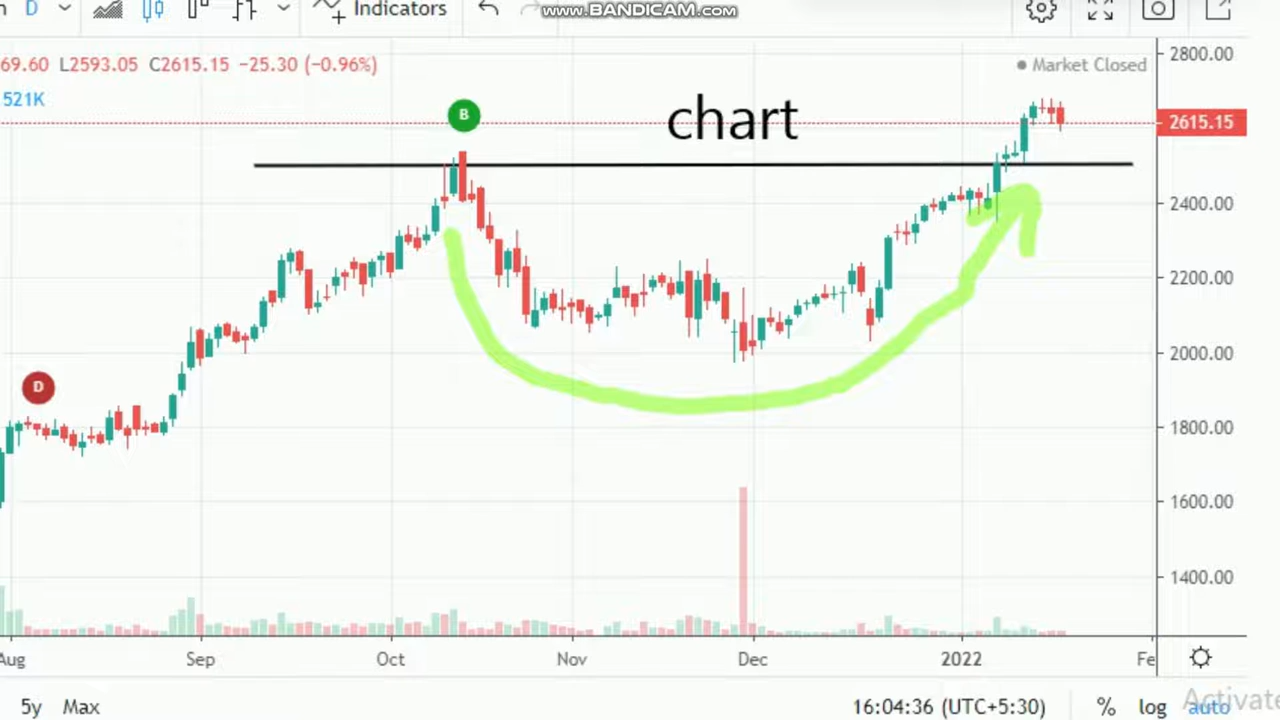 D Indicators www.BANDICAM.com
69.60 L2593.05 C2615.15 −25.30 (−0.96%)
Market Closed
521K
B
chart
D
2800.00
2615.15
2400.00
2200.00
2000.00
1800.00
1600.00
1400.00
Aug Sep Oct Nov Dec 2022 Fe
5y Max 16:04:36 (UTC+5:30) % log auto
Activate